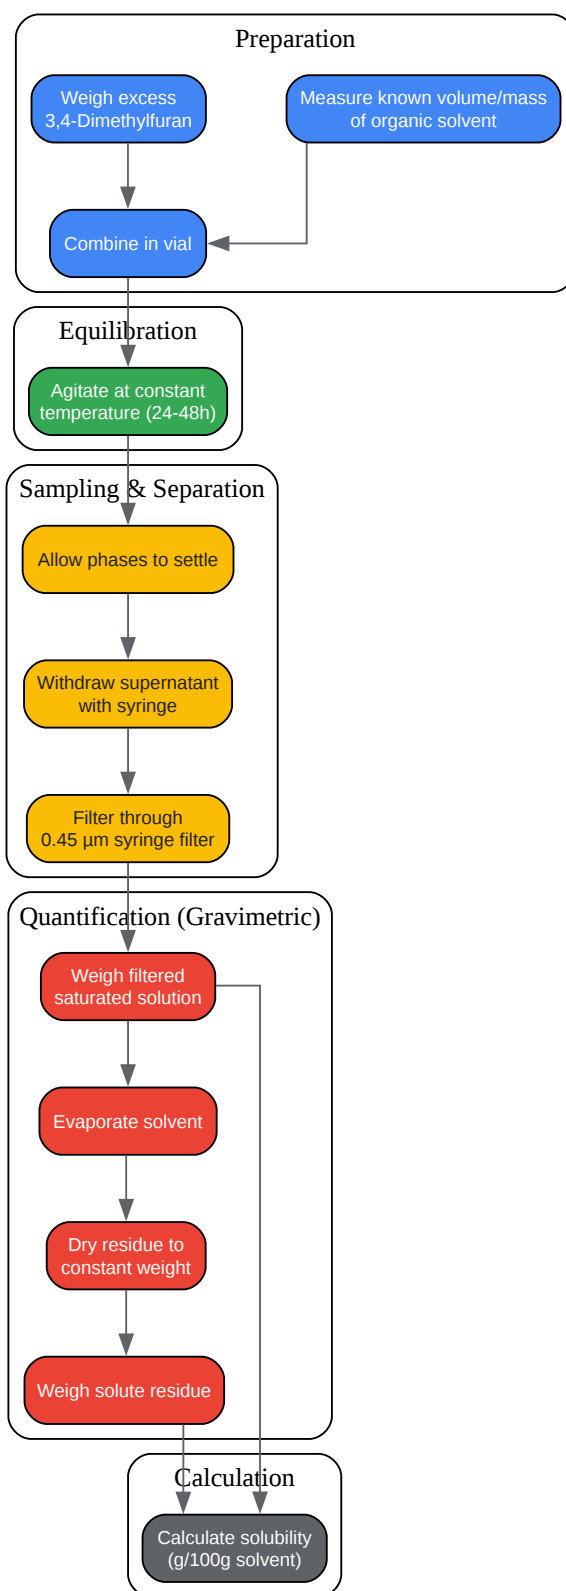 Preparation
Weigh excess
3,4-Dimethylfuran
Measure known volume/mass
of organic solvent
Combine in vial
Equilibration
Agitate at constant
temperature (24-48h)
Sampling & Separation
Allow phases to settle
Withdraw supernatant
with syringe
Filter through
0.45 µm syringe filter
Quantification (Gravimetric)
Weigh filtered
saturated solution
Evaporate solvent
Dry residue to
constant weight
Weigh solute residue
Calculation
Calculate solubility
(g/100g solvent)